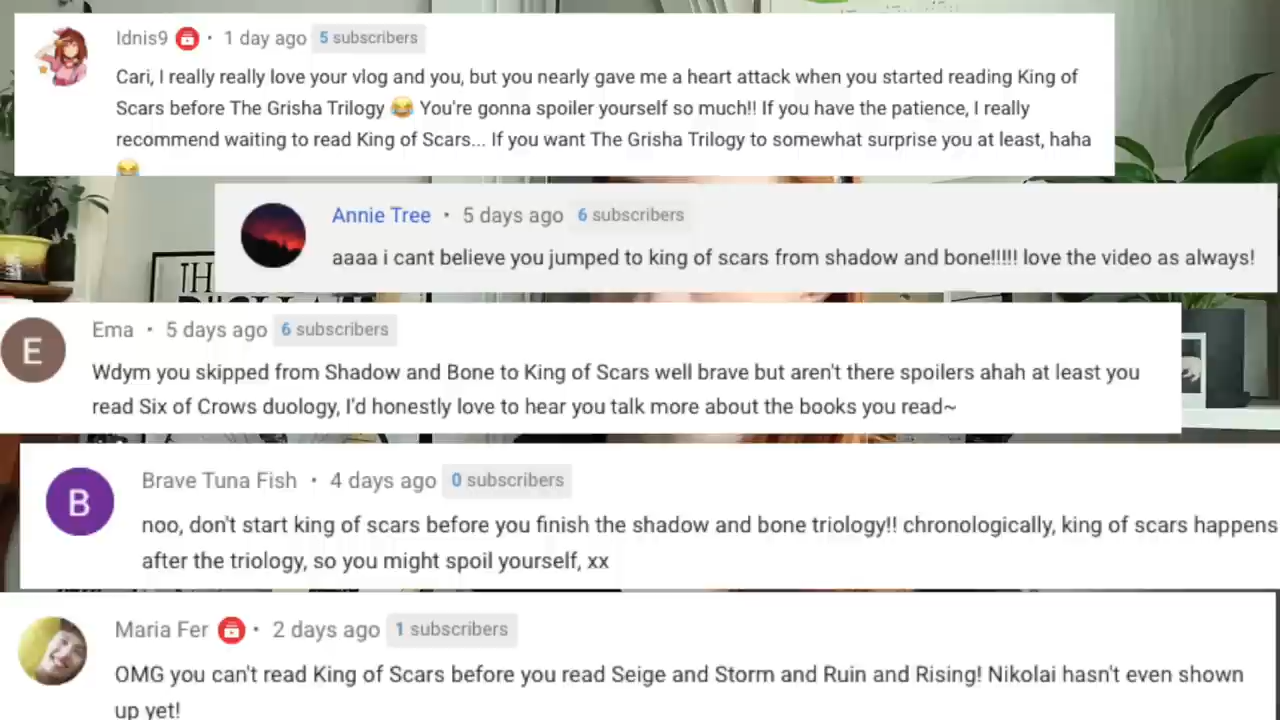 Idnis9 · 1 day ago 5 subscribers
Cari, I really really love your vlog and you, but you nearly gave me a heart attack when you started reading King of
Scars before The Grisha Trilogy 😂 You're gonna spoiler yourself so much!! If you have the patience, I really
recommend waiting to read King of Scars... If you want The Grisha Trilogy to somewhat surprise you at least, haha
😂
Annie Tree · 5 days ago 6 subscribers
aaaa i cant believe you jumped to king of scars from shadow and bone!!!!! love the video as always!
E
Ema · 5 days ago 6 subscribers
Wdym you skipped from Shadow and Bone to King of Scars well brave but aren't there spoilers ahah at least you
read Six of Crows duology, I'd honestly love to hear you talk more about the books you read~
B
Brave Tuna Fish · 4 days ago 0 subscribers
noo, don't start king of scars before you finish the shadow and bone triology!! chronologically, king of scars happens
after the triology, so you might spoil yourself, xx
Maria Fer · 2 days ago 1 subscribers
OMG you can't read King of Scars before you read Seige and Storm and Ruin and Rising! Nikolai hasn't even shown
up yet!